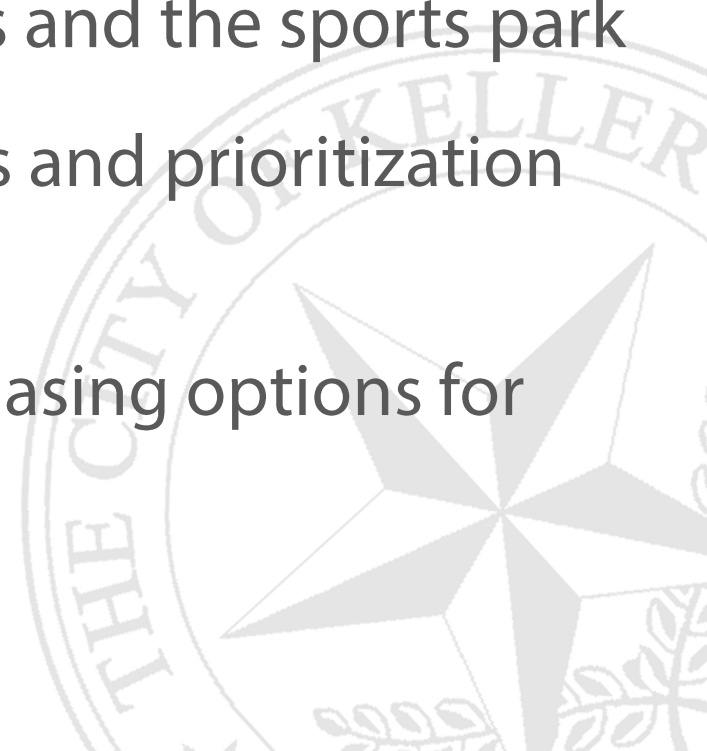 s and the sports park
s and prioritization
asing options for
THE CITY OF KELLER